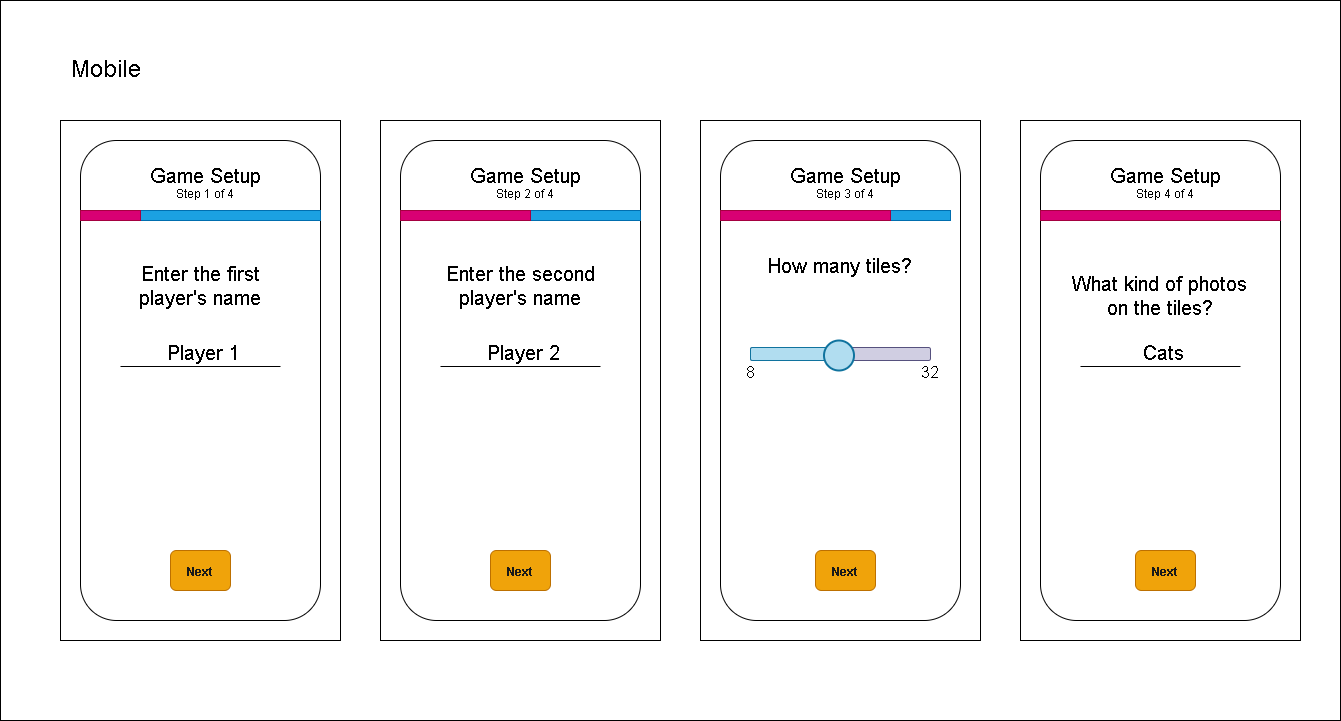 Mobile
Game Setup
Step 1 of 4
Enter the first
player's name
Player 1
Next
Game Setup
Step 2 of 4
Enter the second
player's name
Player 2
Next
Game Setup
Step 3 of 4
How many tiles?
8
32
Next
Game Setup
Step 4 of 4
What kind of photos
on the tiles?
Cats
Next